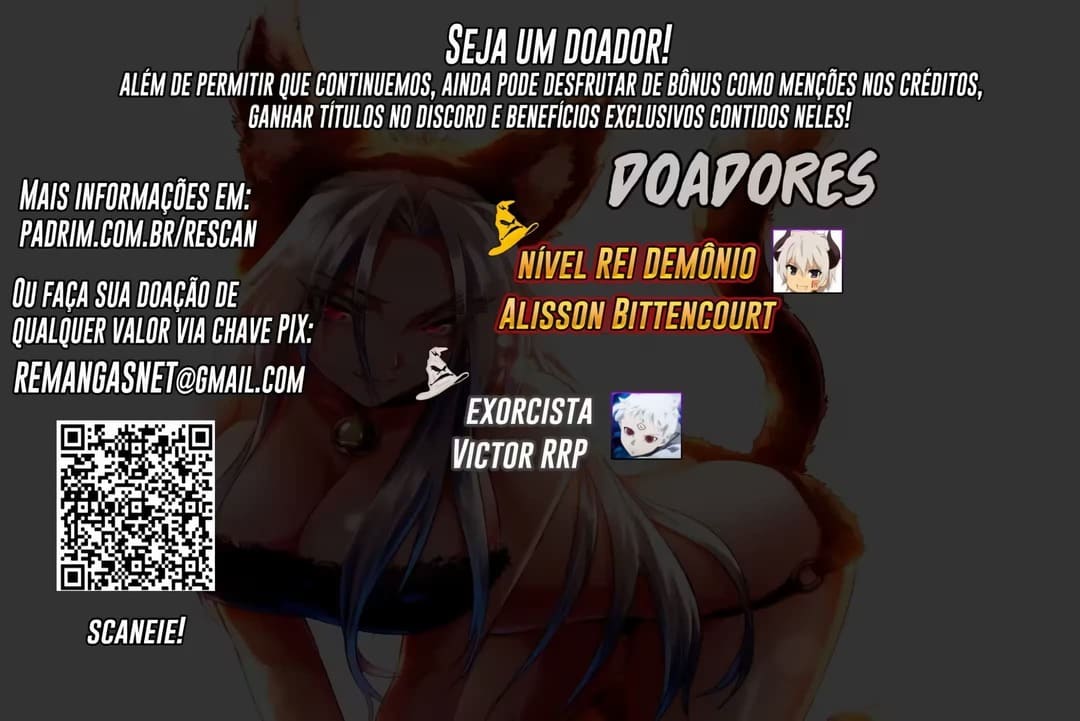 SEJA UM DOADOR!
ALÉM DE PERMITIR QUE CONTINUEMOS, AINDA PODE DESFRUTAR DE BÔNUS COMO MENÇÕES NOS CRÉDITOS,
GANHAR TÍTULOS NO DISCORD E BENEFÍCIOS EXCLUSIVOS CONTIDOS NELES!
DOADORES
MAIS INFORMAÇÕES EM:
PADRIM.COM.BR/RESCAN
NÍVEL REI DEMÔNIO
ALISSON BITTENCOURT
OU FAÇA SUA DOAÇÃO DE
QUALQUER VALOR VIA CHAVE PIX:
REMANGASNET@GMAIL.COM
EXORCISTA
VICTOR RRP
SCANEIE!